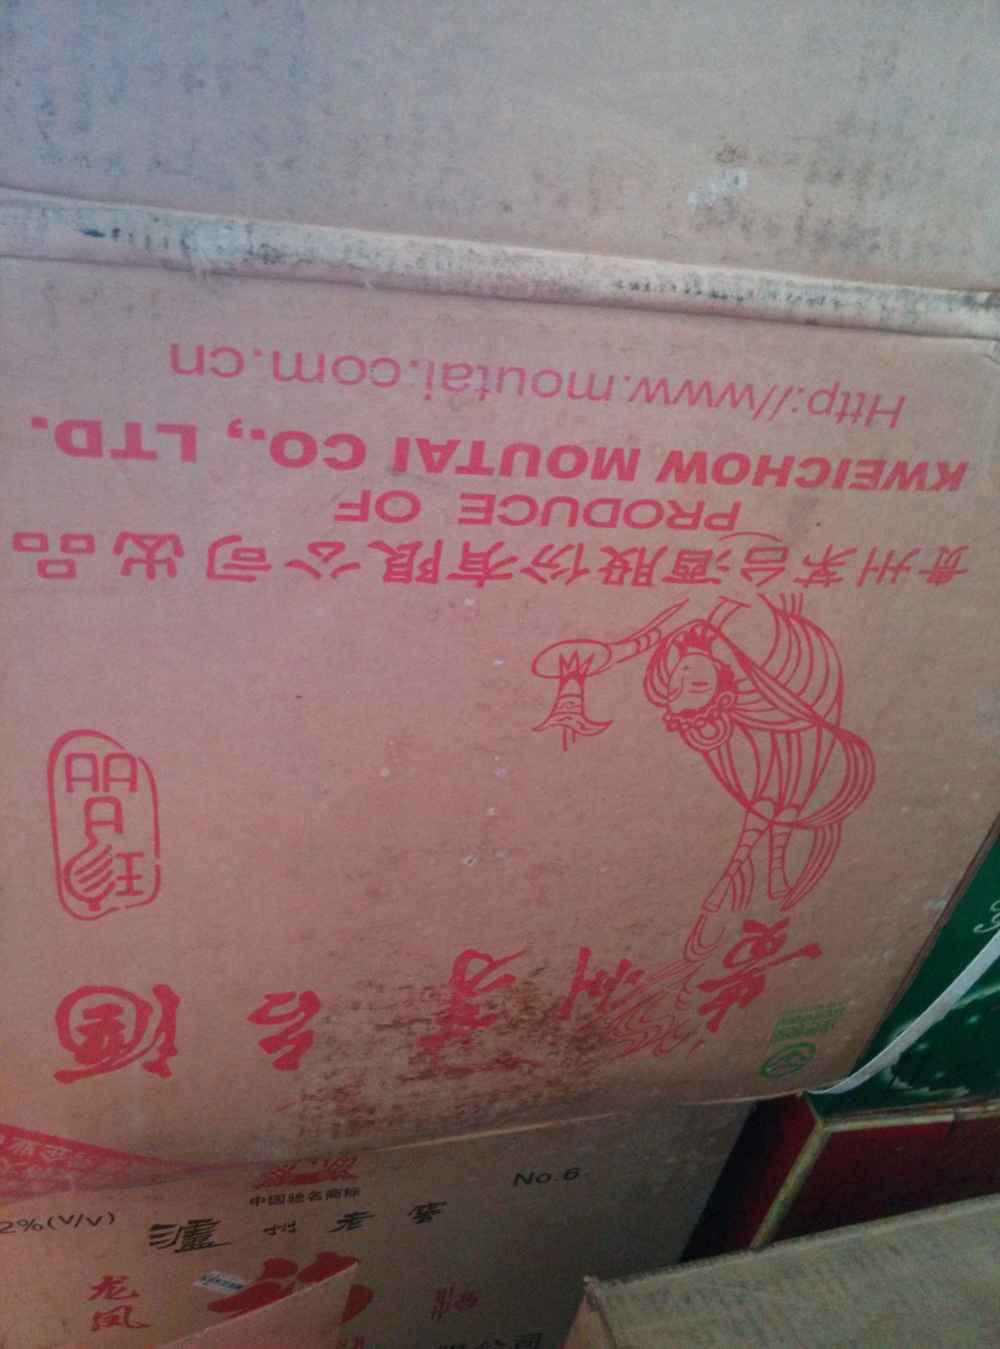 贵州茅台酒
贵州茅台酒股份有限公司出品
PRODUCE OF
KWEICHOW MOUTAI CO., LTD.
Http://www.moutai.com.cn
中国驰名商标
No.6
2%(V/V)
泸州老窖
龙凤